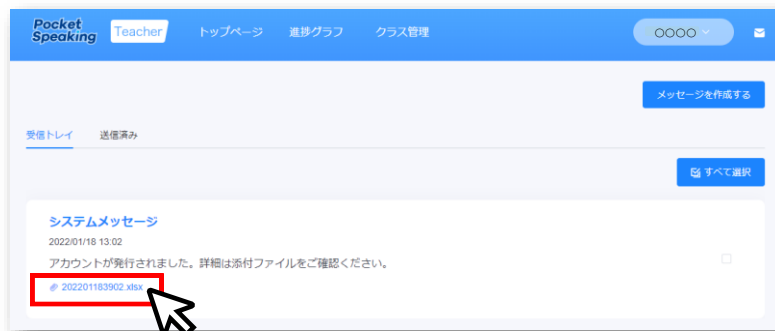 Pocket Speaking Teacher トップページ 進捗グラフ クラス管理 ○○○○
メッセージを作成する
受信トレイ 送信済み
すべて選択
システムメッセージ
2022/01/18 13:02
アカウントが発行されました。詳細は添付ファイルをご確認ください。
202201183902.xlsx